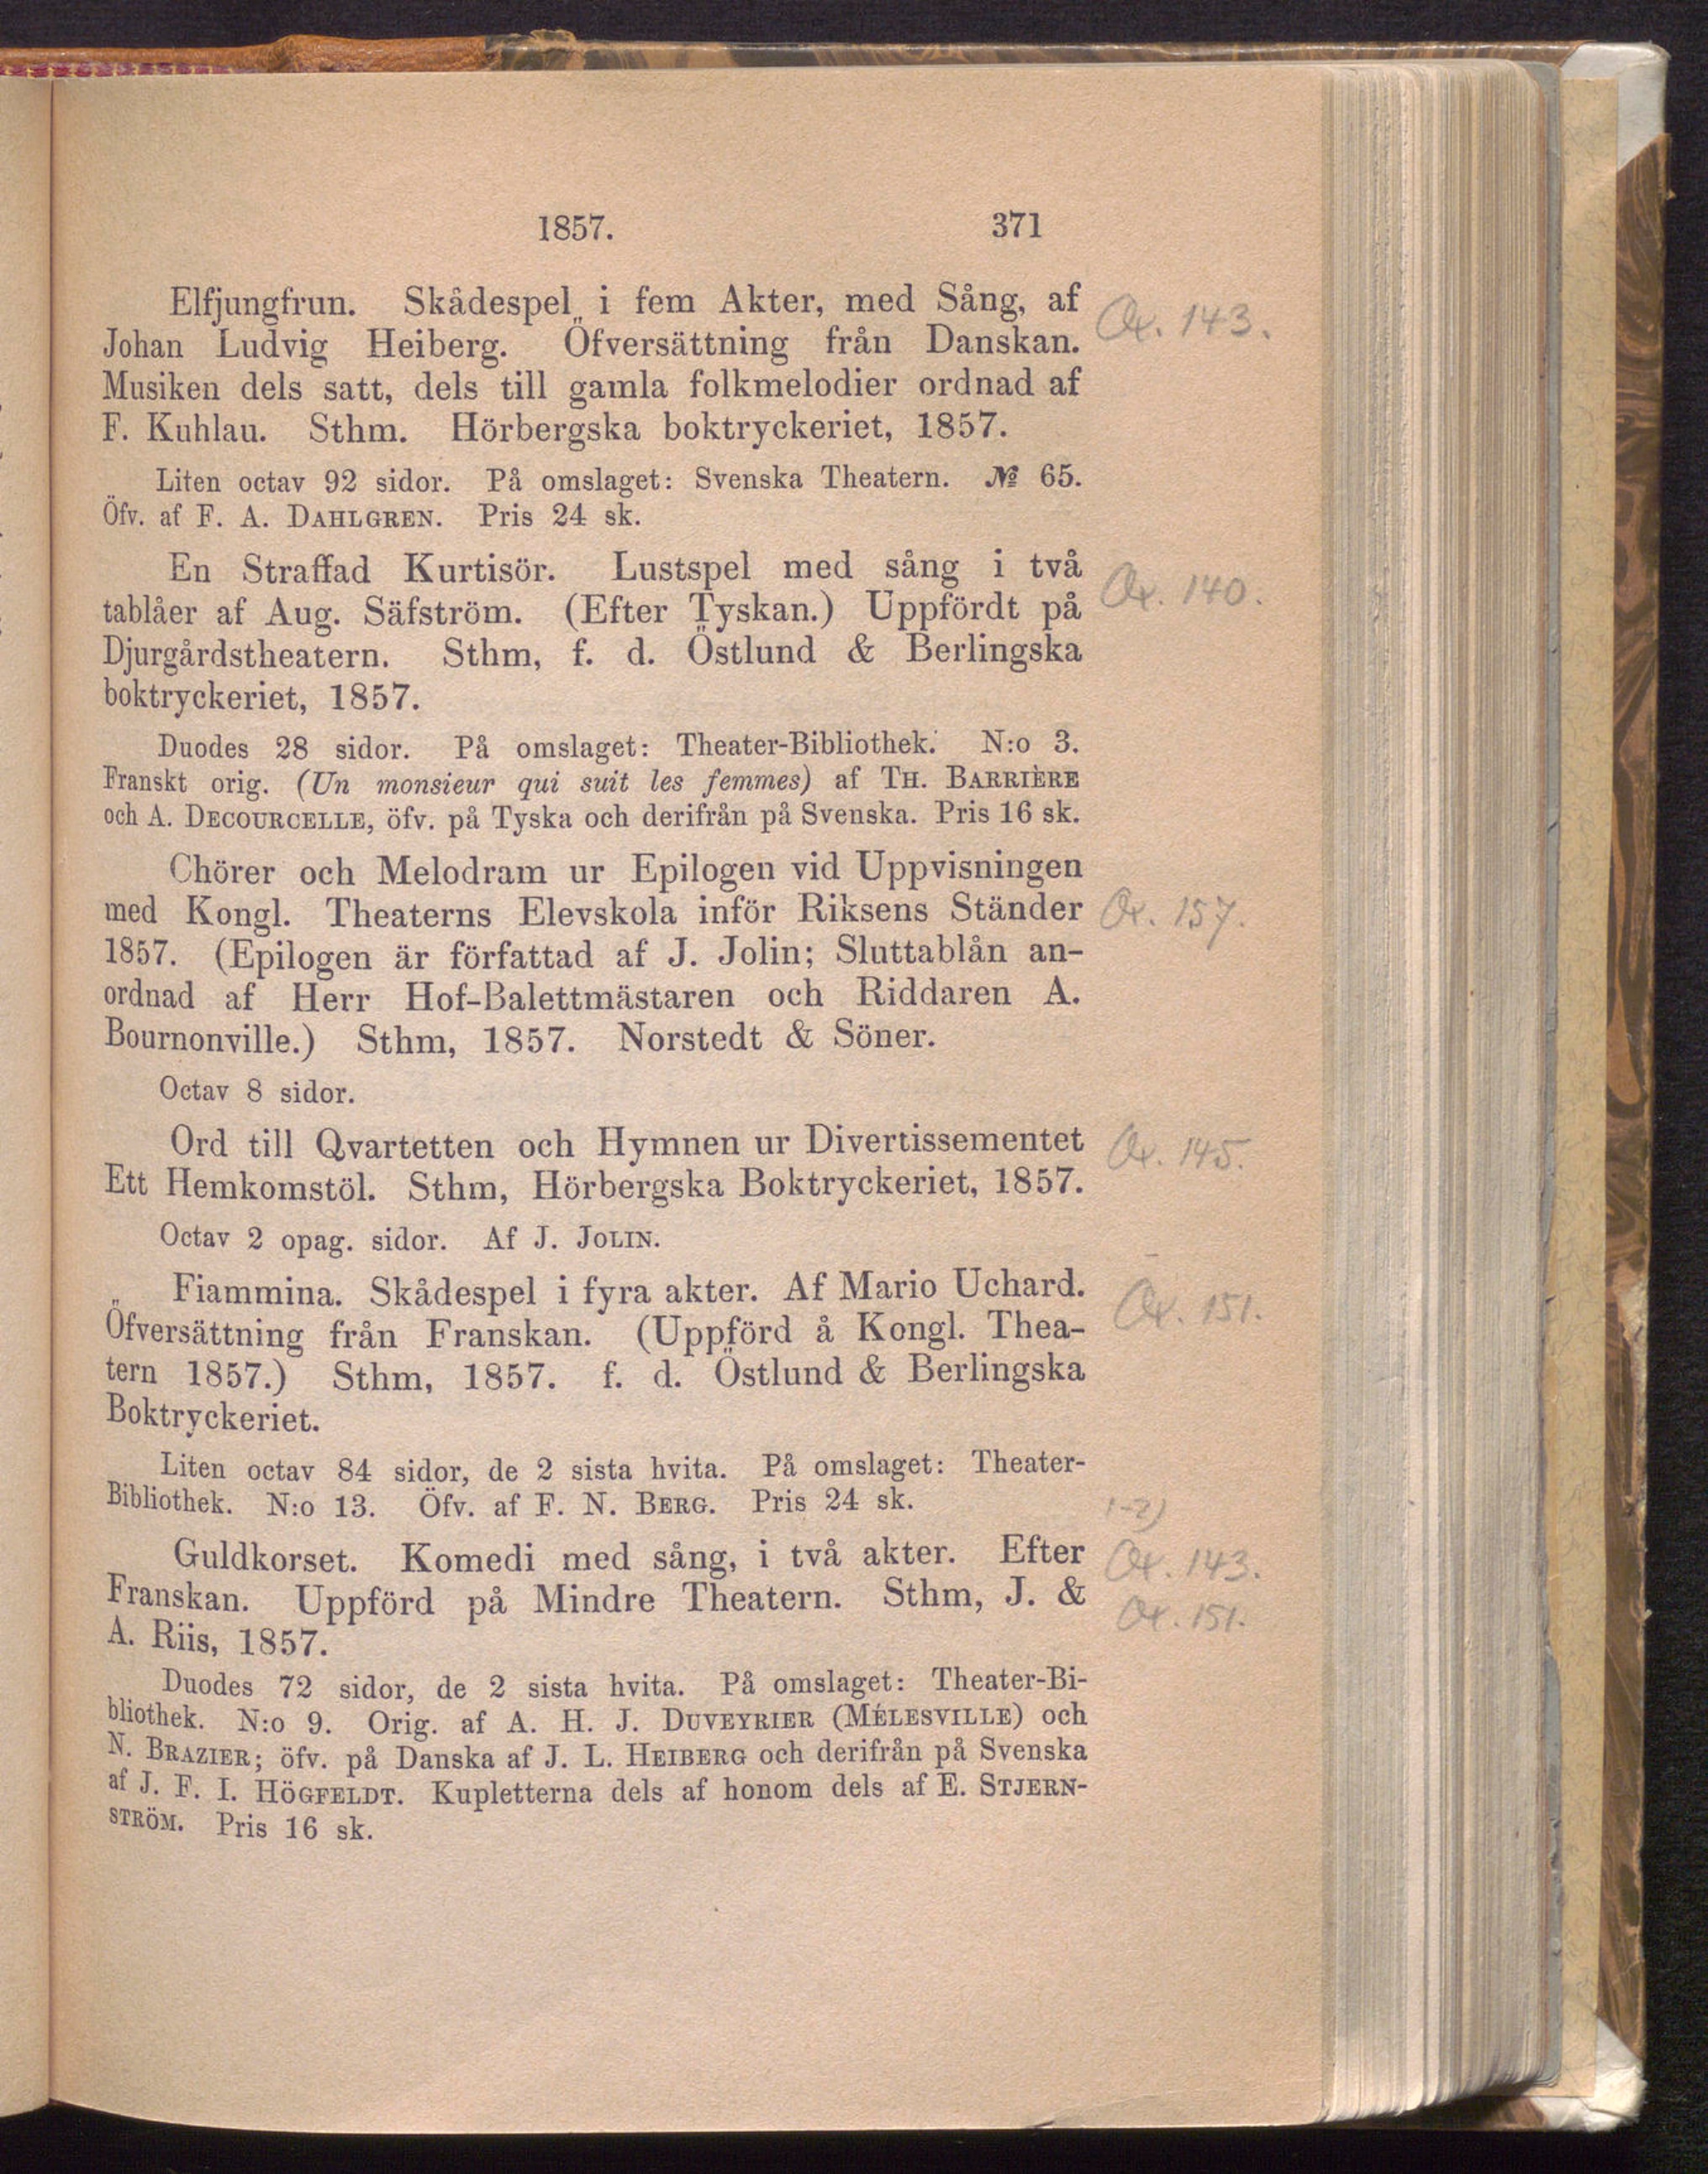 1857. 371
Elfjungfrun. Skådespel i fem Akter, med Sång, af
Johan Ludvig Heiberg. Öfversättning från Danskan.
Musiken dels satt, dels till gamla folkmelodier ordnad af
F. Kuhlau. Sthm. Hörbergska boktryckeriet, 1857.
143.
Liten octav 92 sidor. På omslaget: Svenska Theatern. № 65.
Öfv. af F. A. DAHLGREN. Pris 24 sk.
En Straffad Kurtisör. Lustspel med sång i två
tablåer af Aug. Säfström. (Efter Tyskan.) Uppfördt på
Djurgårdstheatern. Sthm, f. d. Östlund & Berlingska
boktryckeriet, 1857.
140.
Duodes 28 sidor. På omslaget: Theater-Bibliothek. N:o 3.
Franskt orig. (Un monsieur qui suit les femmes) af TH. BARRIÈRE
och A. DECOURCELLE, öfv. på Tyska och derifrån på Svenska. Pris 16 sk.
Chörer och Melodram ur Epilogen vid Uppvisningen
med Kongl. Theaterns Elevskola inför Riksens Ständer
1857. (Epilogen är författad af J. Jolin; Sluttablån an-
ordnad af Herr Hof-Balettmästaren och Riddaren A.
Bournonville.) Sthm, 1857. Norstedt & Söner.
157.
Octav 8 sidor.
Ord till Qvartetten och Hymnen ur Divertissementet
Ett Hemkomstöl. Sthm, Hörbergska Boktryckeriet, 1857.
145.
Octav 2 opag. sidor. Af J. JOLIN.
Fiammina. Skådespel i fyra akter. Af Mario Uchard.
Öfversättning från Franskan. (Uppförd å Kongl. Thea-
tern 1857.) Sthm, 1857. f. d. Östlund & Berlingska
Boktryckeriet.
151.
Liten octav 84 sidor, de 2 sista hvita. På omslaget: Theater-
Bibliothek. N:o 13. Öfv. af F. N. BERG. Pris 24 sk.
1-2)
Guldkorset. Komedi med sång, i två akter. Efter
Franskan. Uppförd på Mindre Theatern. Sthm, J. &
A. Riis, 1857.
143.
151.
Duodes 72 sidor, de 2 sista hvita. På omslaget: Theater-Bi-
bliothek. N:o 9. Orig. af A. H. J. DUVEYRIER (MÉLESVILLE) och
N. BRAZIER; öfv. på Danska af J. L. HEIBERG och derifrån på Svenska
af J. F. I. HÖGFELDT. Kupletterna dels af honom dels af E. STJERN-
STRÖM. Pris 16 sk.